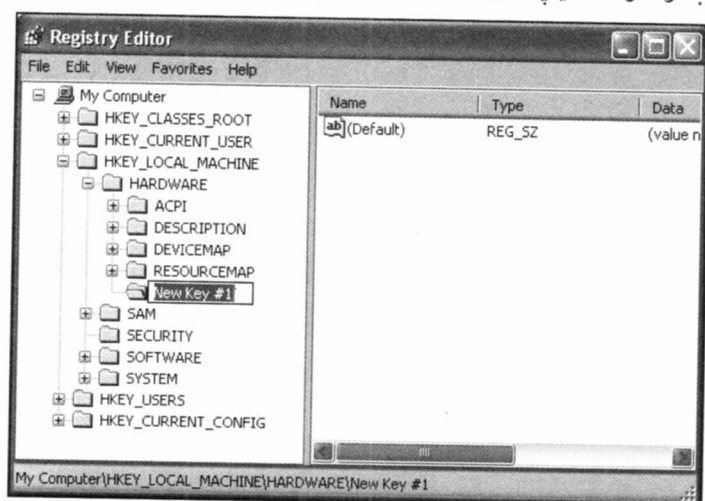 Registry Editor
File Edit View Favorites Help
My Computer
HKEY_CLASSES_ROOT
HKEY_CURRENT_USER
HKEY_LOCAL_MACHINE
HARDWARE
ACPI
DESCRIPTION
DEVICEMAP
RESOURCEMAP
New Key #1
SAM
SECURITY
SOFTWARE
SYSTEM
HKEY_USERS
HKEY_CURRENT_CONFIG
Name Type Data
ab (Default) REG_SZ (value n
My Computer\HKEY_LOCAL_MACHINE\HARDWARE\New Key #1